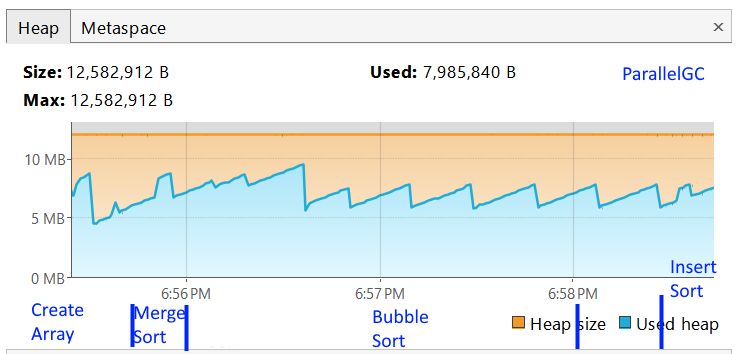 Heap Metaspace ×
Size: 12,582,912 B Used: 7,985,840 B ParallelGC
Max: 12,582,912 B
10 MB
5 MB
0 MB
6:56 PM 6:57 PM 6:58 PM
Create
Array
Merge
Sort
Bubble
Sort
Insert
Sort
Heap size Used heap